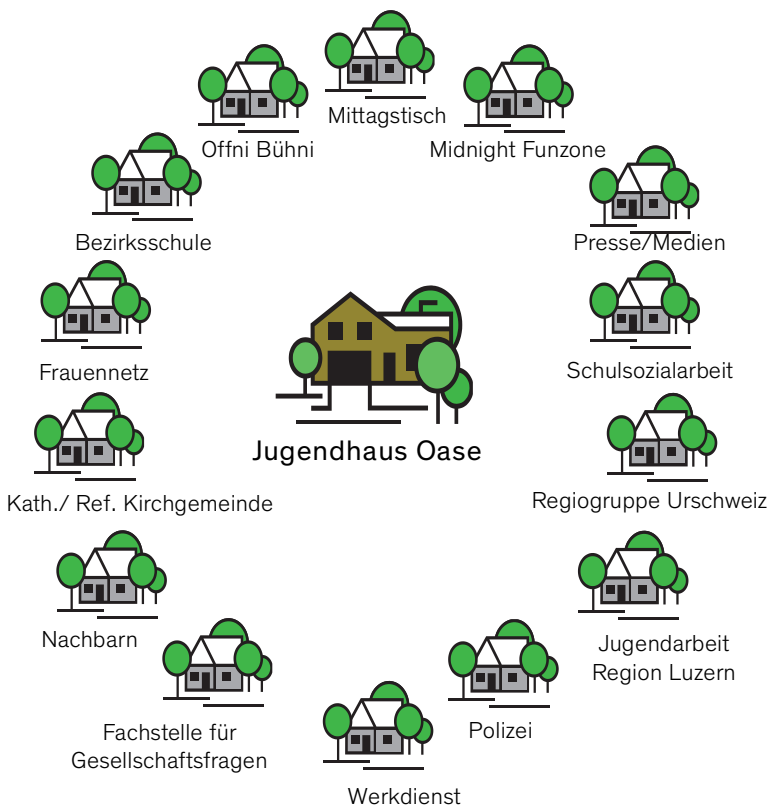 Mittagstisch
Offni Bühni
Midnight Funzone
Bezirksschule
Presse/Medien
Frauennetz
Schulsozialarbeit
Jugendhaus Oase
Kath./ Ref. Kirchgemeinde
Regiogruppe Urschweiz
Nachbarn
Jugendarbeit
Region Luzern
Fachstelle für
Gesellschaftsfragen
Polizei
Werkdienst